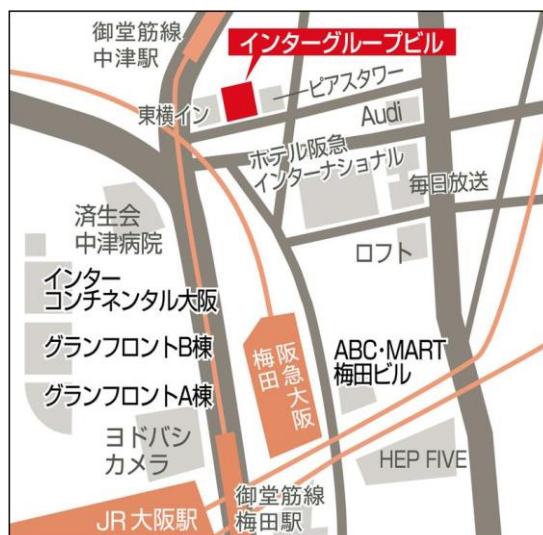 御堂筋線
中津駅
インターグループビル
ピアスタワー
東横イン
Audi
ホテル阪急
インターナショナル
毎日放送
済生会
中津病院
ロフト
インター
コンチネンタル大阪
グランフロントB棟
阪急大阪
梅田
ABC・MART
梅田ビル
グランフロントA棟
ヨドバシ
カメラ
HEP FIVE
御堂筋線
梅田駅
JR大阪駅